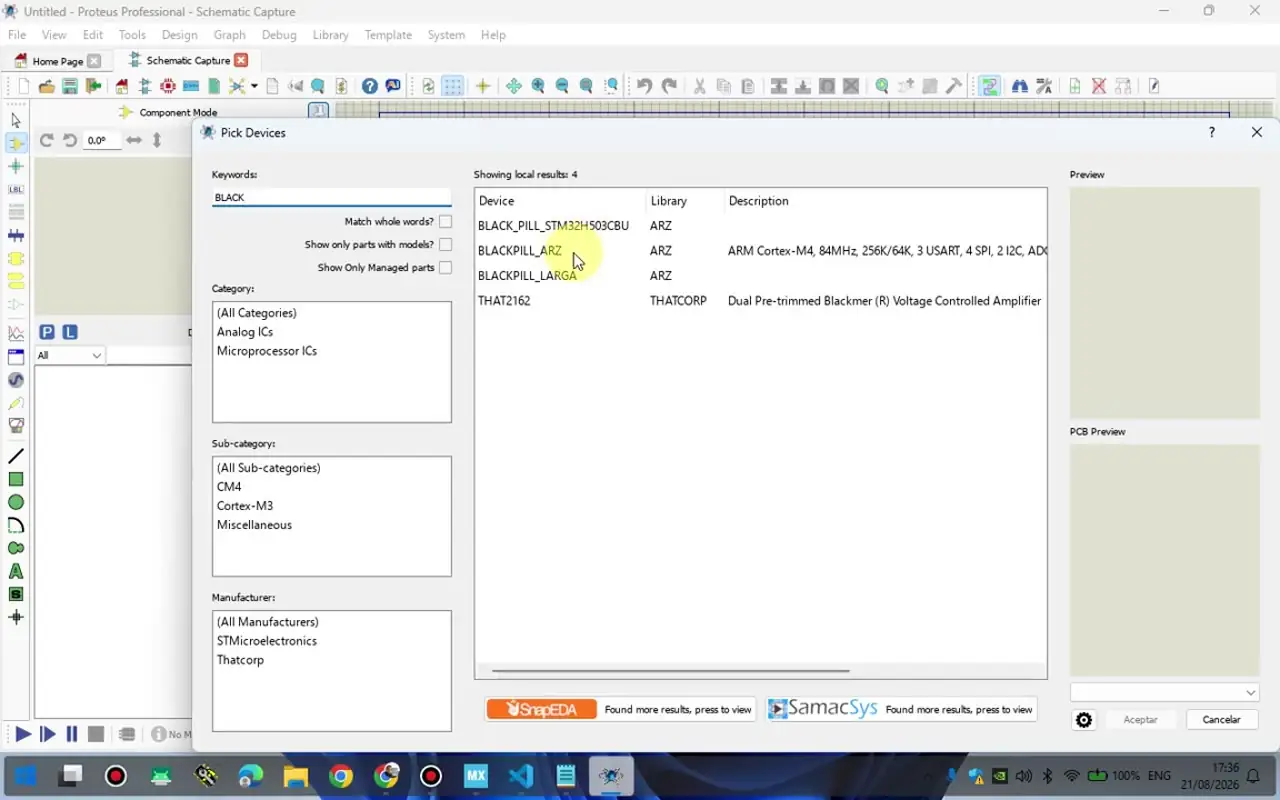 Untitled - Proteus Professional - Schematic Capture
File View Edit Tools Design Graph Debug Library Template System Help
Home Page Schematic Capture
Component Mode
0.0°
Pick Devices
Keywords:
BLACK
Match whole words?
Show only parts with models?
Show Only Managed parts
Category:
(All Categories)
Analog ICs
Microprocessor ICs
Sub-category:
(All Sub-categories)
CM4
Cortex-M3
Miscellaneous
Manufacturer:
(All Manufacturers)
STMicroelectronics
Thatcorp
Showing local results: 4
Device Library Description
BLACK_PILL_STM32H503CBU ARZ
BLACKPILL_ARZ ARZ ARM Cortex-M4, 84MHz, 256K/64K, 3 USART, 4 SPI, 2 I2C, ADC
BLACKPILL_LARGA ARZ
THAT2162 THATCORP Dual Pre-trimmed Blackmer (R) Voltage Controlled Amplifier
SnapEDA Found more results, press to view
SamacSys Found more results, press to view
Preview
PCB Preview
Aceptar Cancelar
P L
All
LBL
A
S
No M
MX
100% ENG
17:36
21/08/2026